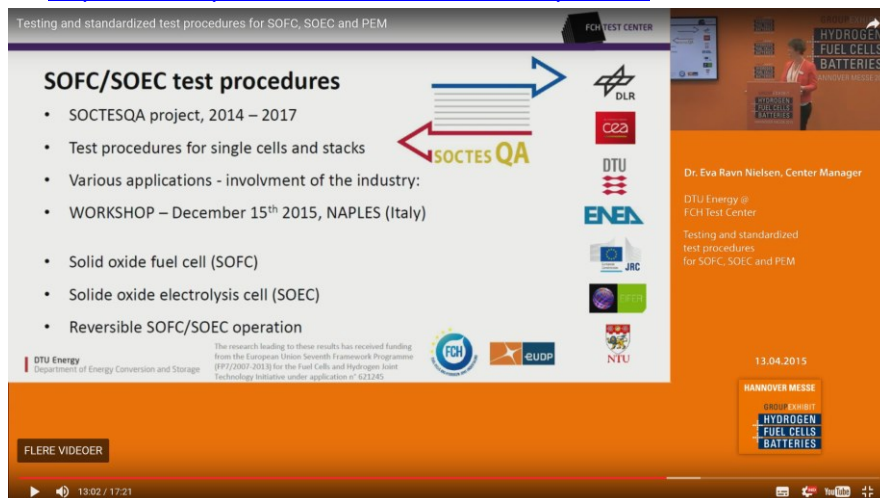 Testing and standardized test procedures for SOFC, SOEC and PEM
FCH TEST CENTER
SOFC/SOEC test procedures
• SOCTESQA project, 2014 – 2017
• Test procedures for single cells and stacks
• Various applications - involvment of the industry:
• WORKSHOP – December 15th 2015, NAPLES (Italy)
• Solid oxide fuel cell (SOFC)
• Solide oxide electrolysis cell (SOEC)
• Reversible SOFC/SOEC operation
SOCTES QA
DLR
cea
DTU
ENEA
JRC
EIFER
NTU
DTU Energy
Department of Energy Conversion and Storage
The research leading to these results has received funding
from the European Union Seventh Framework Programme
(FP7/2007-2013) for the Fuel Cells and Hydrogen Joint
Technology Initiative under application n° 621245
FCH
eUDP
GROUP EXHIBIT
HYDROGEN
FUEL CELLS
BATTERIES
HANNOVER MESSE
Dr. Eva Ravn Nielsen, Center Manager
DTU Energy @
FCH Test Center
Testing and standardized
test procedures
for SOFC, SOEC and PEM
13.04.2015
HANNOVER MESSE
GROUP EXHIBIT
HYDROGEN
FUEL CELLS
BATTERIES
FLERE VIDEOER
13:02 / 17:21
YouTube